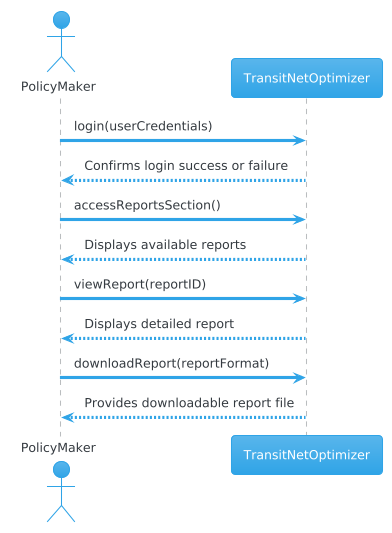 PolicyMaker
TransitNetOptimizer
login(userCredentials)
Confirms login success or failure
accessReportsSection()
Displays available reports
viewReport(reportID)
Displays detailed report
downloadReport(reportFormat)
Provides downloadable report file
PolicyMaker
TransitNetOptimizer